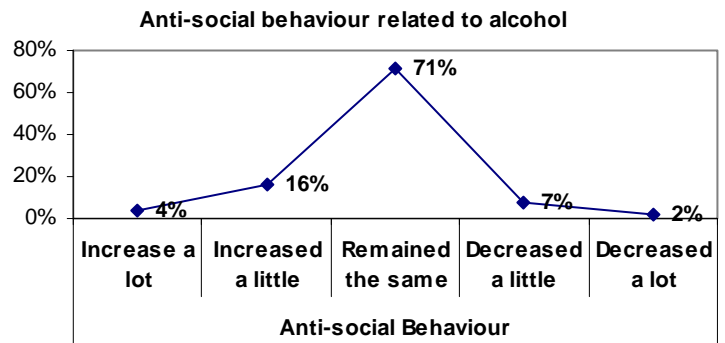 Anti-social behaviour related to alcohol
80%
60%
40%
20%
0%
4%
16%
71%
7%
2%
Increase a lot
Increased a little
Remained the same
Decreased a little
Decreased a lot
Anti-social Behaviour